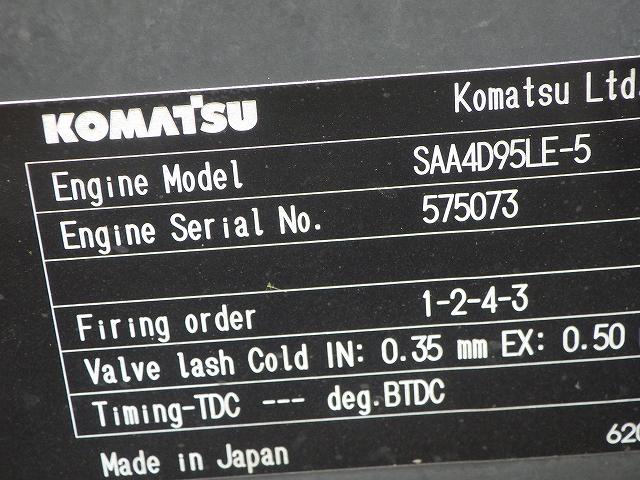 KOMATSU Komatsu Ltd.
Engine Model SAA4D95LE-5
Engine Serial No. 575073
Firing order 1-2-4-3
Valve lash Cold IN: 0.35 mm EX: 0.50
Timing-TDC --- deg.BTDC
Made in Japan 620